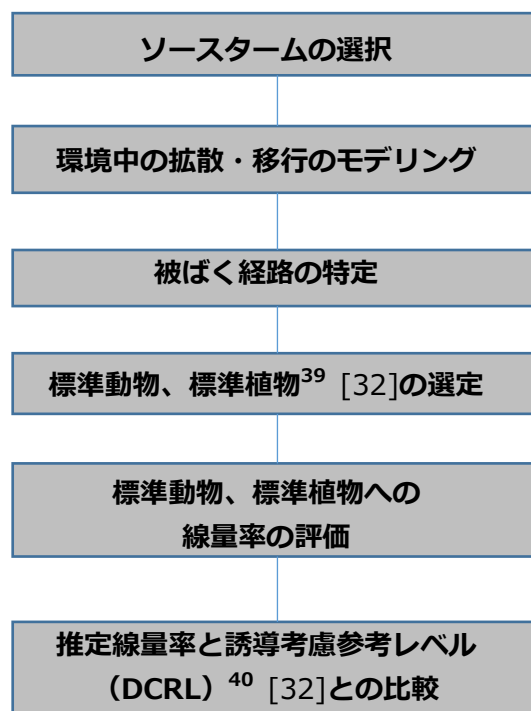 ソースタームの選択
環境中の拡散・移行のモデリング
被ばく経路の特定
標準動物、標準植物39 [32]の選定
標準動物、標準植物への
線量率の評価
推定線量率と誘導考慮参考レベル
（DCRL）40 [32]との比較